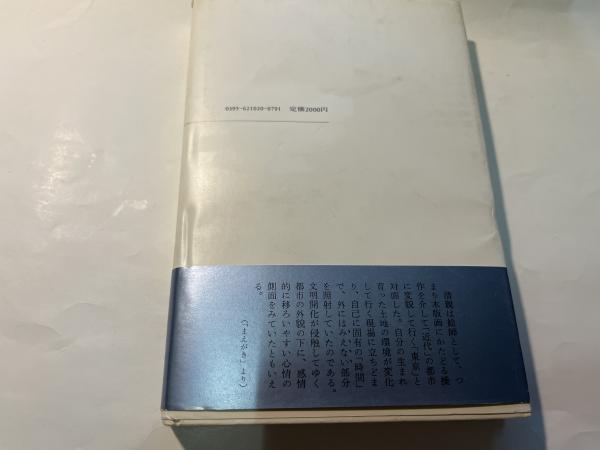 0393-621020-8791 定価2000円
清親は絵師として、つ
まり木版画にかたどる操
作を介して「近代」の都市
に変貌して行く「東京」と
対面した。自分の生まれ
育った土地の環境が変化
して行く現場に立ちどま
り、自己に固有の「時間」
で、外にはみえない部分
を照射していたのである。
文明開化が侵触してゆく
都市の外貌の下に、感情
的に移ろいやすい心情の
側面をみていたともいえ
る。
（「まえがき」より）